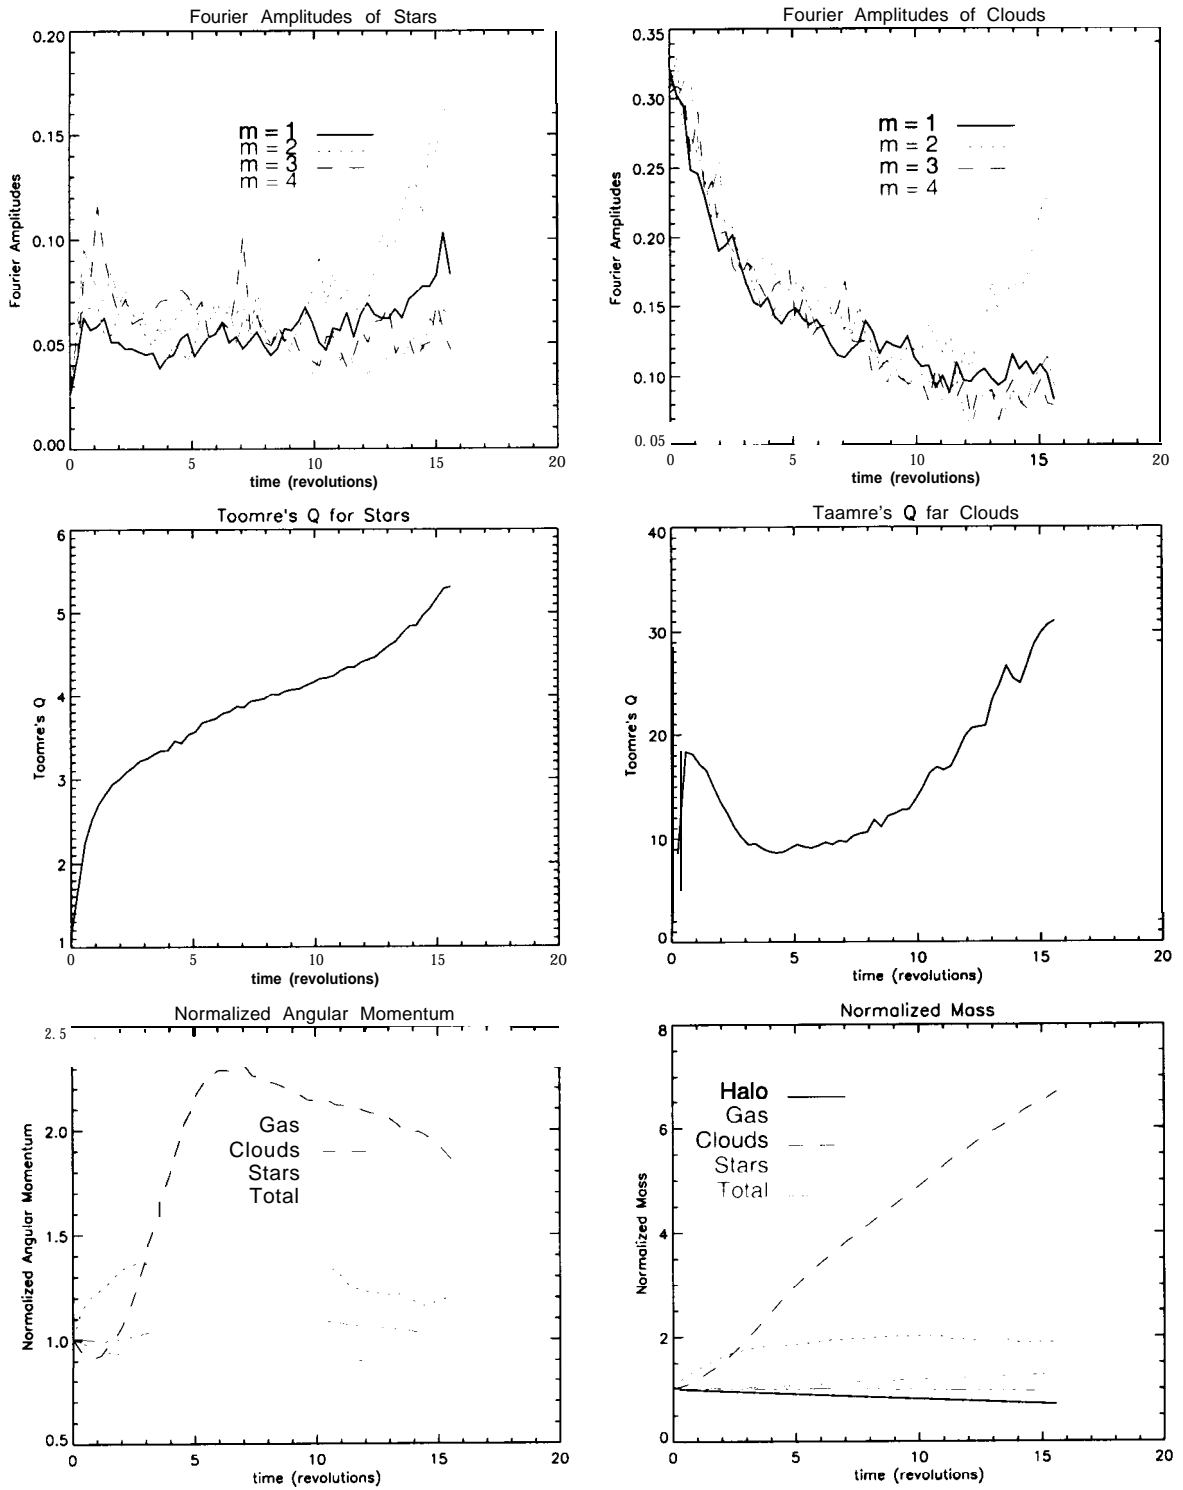 Fourier Amplitudes of Stars
0.20
0.15
0.10
0.05
0.00
Fourier Amplitudes
m = 1
m = 2
m = 3
m = 4
0 5 10 15 20
time (revolutions)
Fourier Amplitudes of Clouds
0.35
0.30
0.25
0.20
0.15
0.10
0.05
Fourier Amplitudes
m = 1
m = 2
m = 3
m = 4
0 5 10 15 20
time (revolutions)
Toomre's Q for Stars
6
5
4
3
2
1
Toomre's Q
0 5 10 15 20
time (revolutions)
Taamre's Q far Clouds
40
30
20
10
0
Toomre's Q
0 5 10 15 20
time (revolutions)
Normalized Angular Momentum
2.5
2.0
1.5
1.0
0.5
Normalized Angular Momentum
Gas
Clouds
Stars
Total
0 5 10 15 20
time (revolutions)
Normalized Mass
8
6
4
2
0
Normalized Mass
Halo
Gas
Clouds
Stars
Total
0 5 10 15 20
time (revolutions)